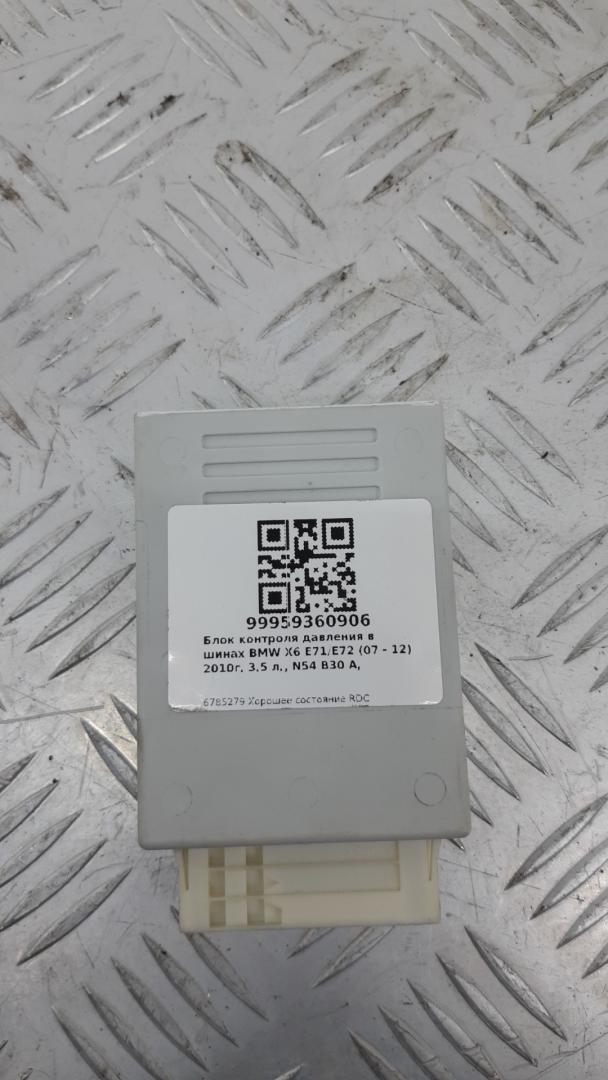 99959360906
Блок контроля давления в
шинах BMW X6 E71/E72 (07 - 12)
2010г. 3.5 л., N54 B30 A,
6785279 Хорошее состояние RDC